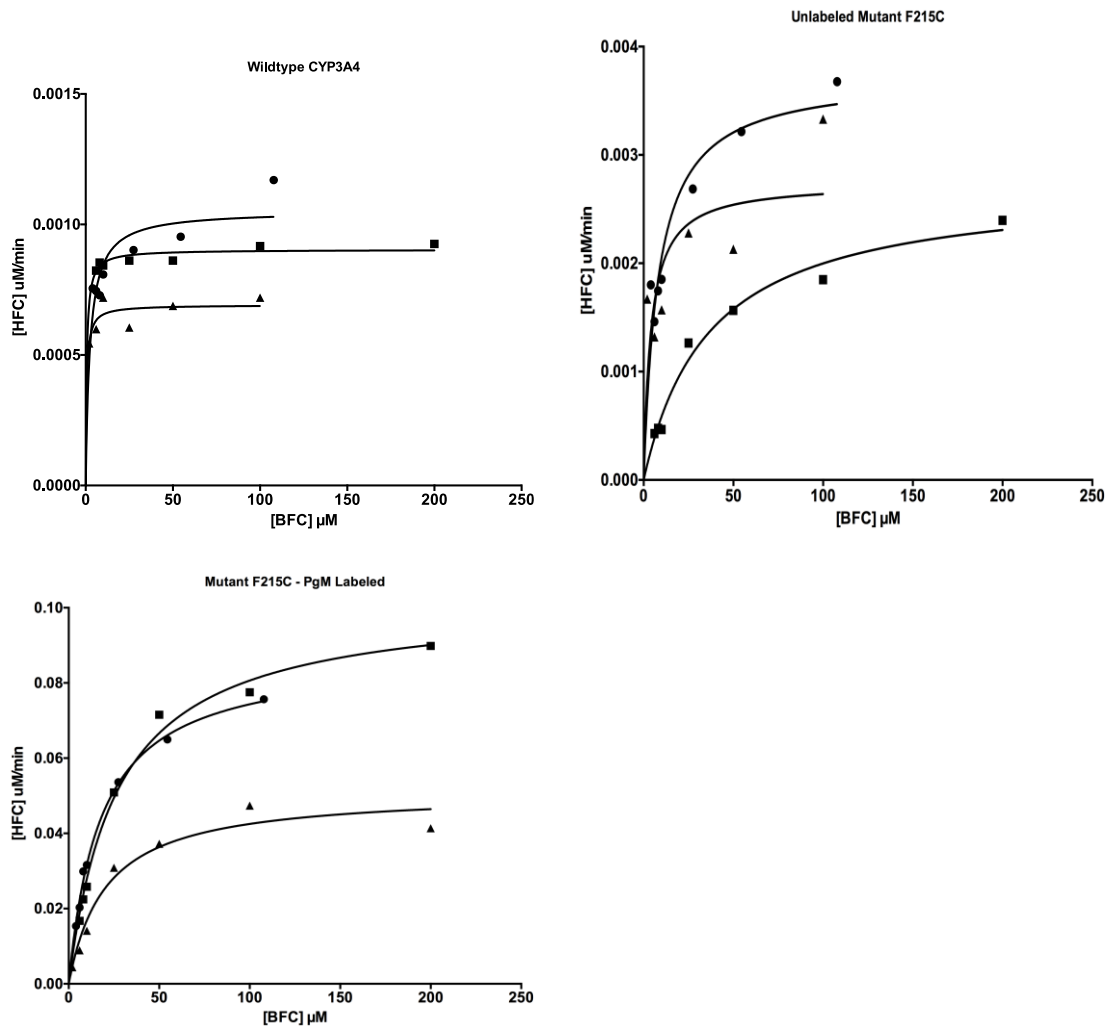 Wildtype CYP3A4
0.0015
0.0010
0.0005
0.0000
[HFC] uM/min
0 50 100 150 200 250
[BFC] µM
Unlabeled Mutant F215C
0.004
0.003
0.002
0.001
0.000
[HFC] uM/min
0 50 100 150 200 250
[BFC] µM
Mutant F215C - PgM Labeled
0.10
0.08
0.06
0.04
0.02
0.00
[HFC] uM/min
0 50 100 150 200 250
[BFC] µM